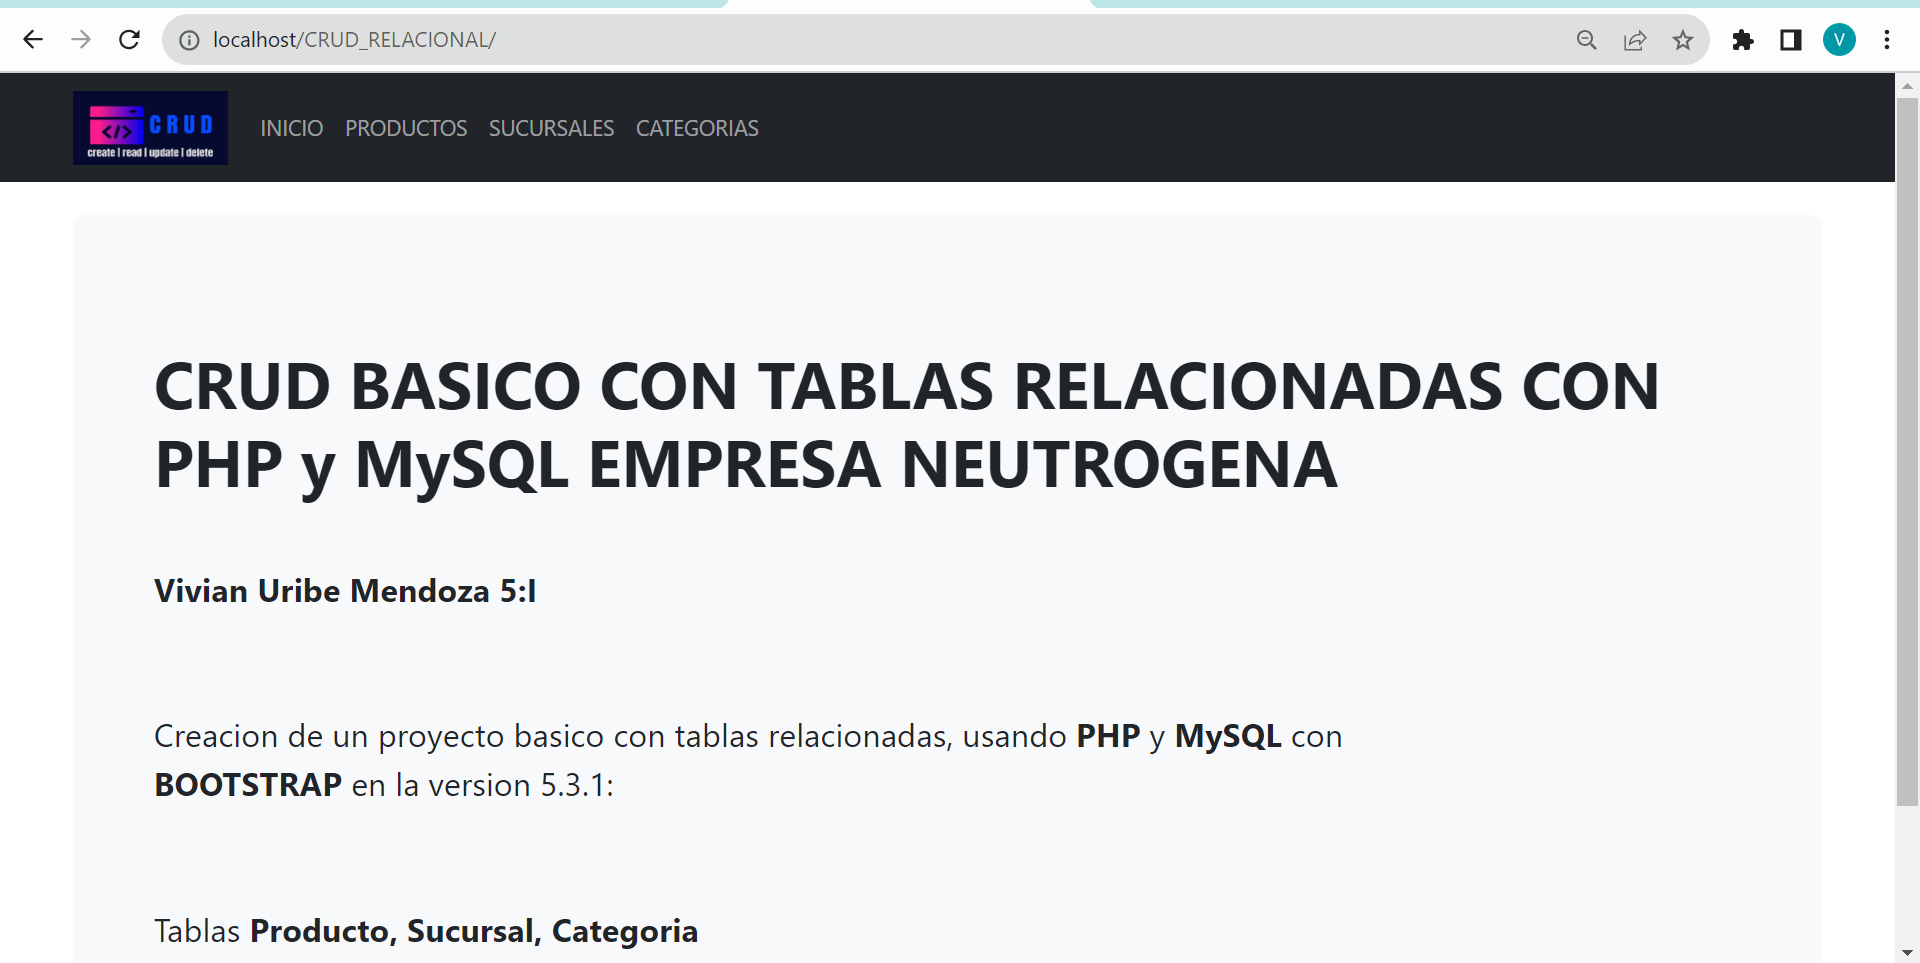 localhost/CRUD_RELACIONAL/
V
</> CRUD
create | read | update | delete
INICIO PRODUCTOS SUCURSALES CATEGORIAS
CRUD BASICO CON TABLAS RELACIONADAS CON
PHP y MySQL EMPRESA NEUTROGENA
Vivian Uribe Mendoza 5:I
Creacion de un proyecto basico con tablas relacionadas, usando PHP y MySQL con
BOOTSTRAP en la version 5.3.1:
Tablas Producto, Sucursal, Categoria